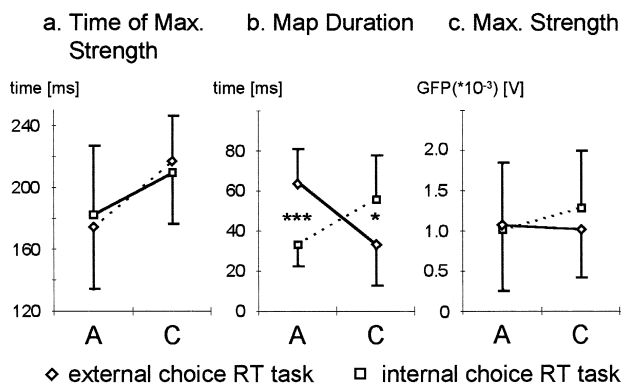 a. Time of Max. Strength
b. Map Duration
c. Max. Strength
time [ms]
time [ms]
GFP(*10⁻³) [V]
240
200
160
120
A
C
80
60
40
20
0
***
*
A
C
2.0
1.5
1.0
0.5
0
A
C
external choice RT task
internal choice RT task